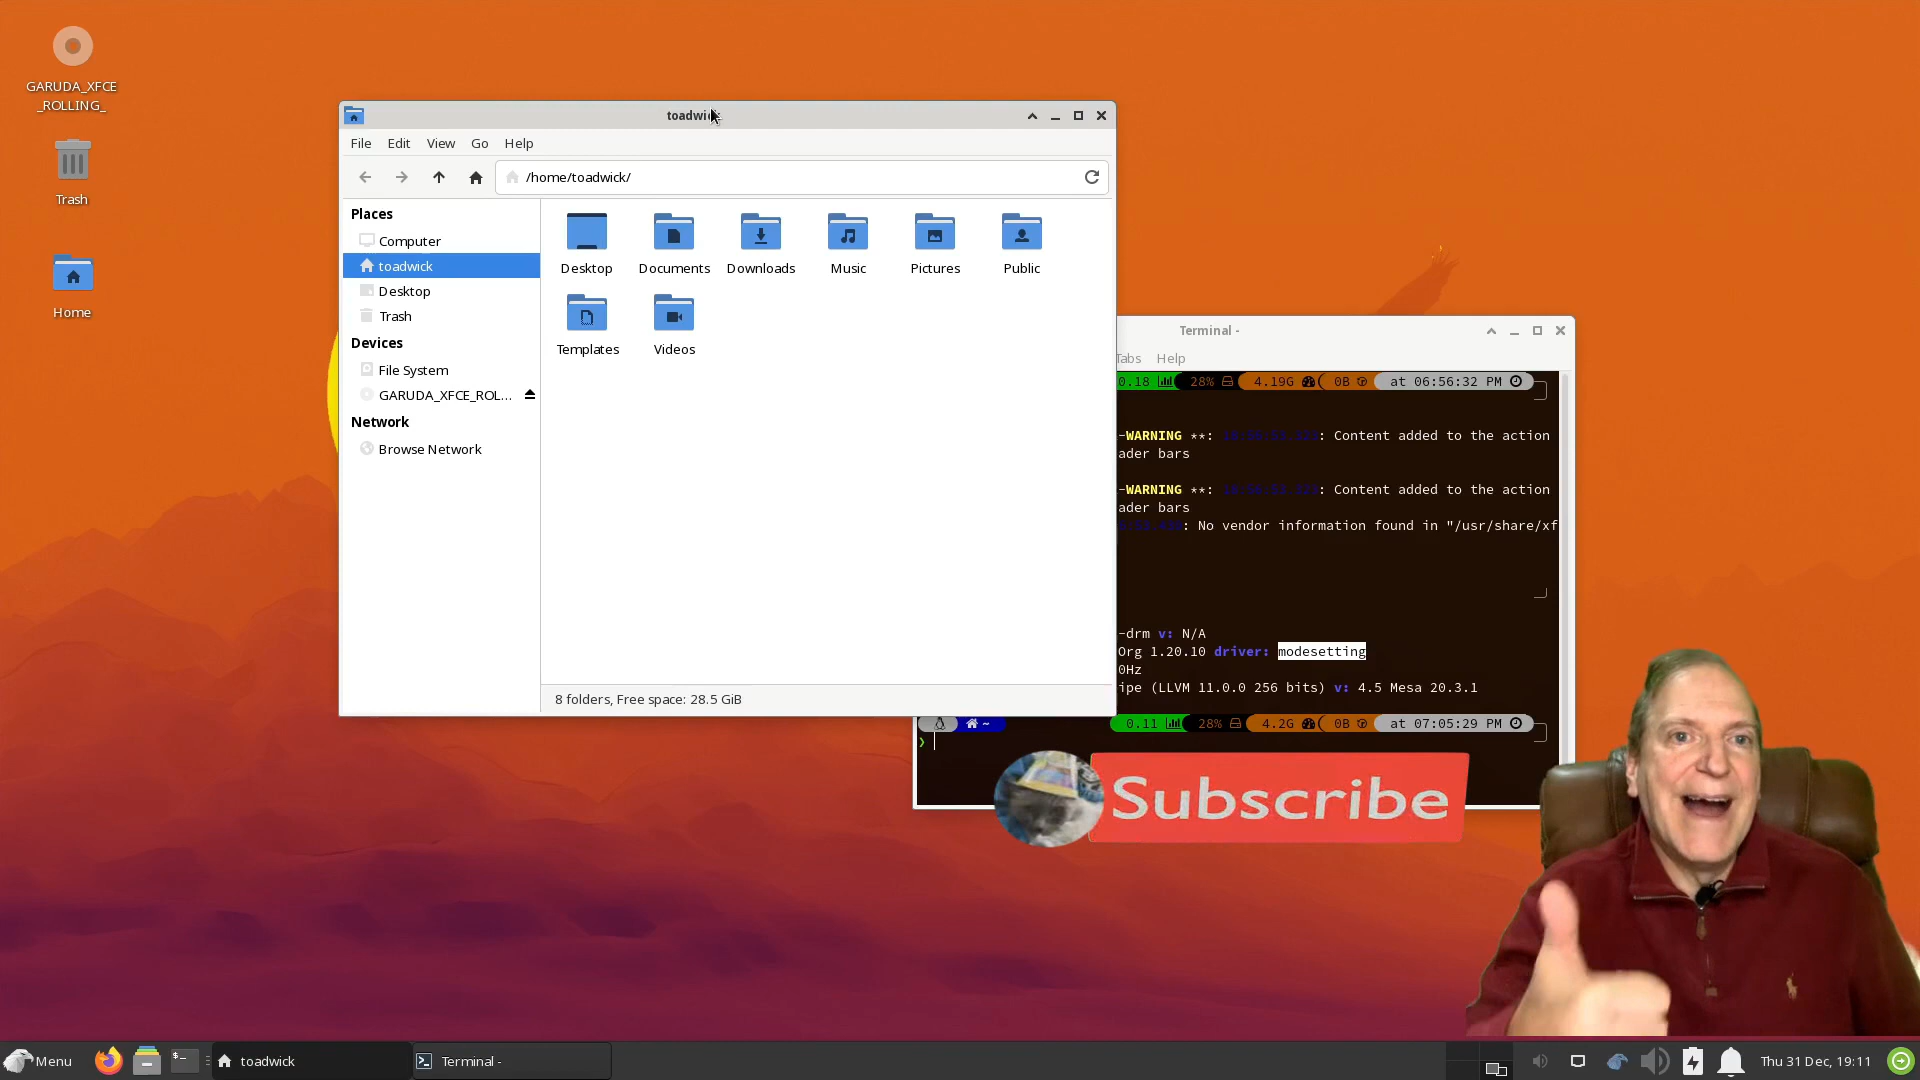 GARUDA_XFCE
_ROLLING_
Trash
Home
toadwi
File Edit View Go Help
/home/toadwick/
Places
Computer
toadwick
Desktop
Trash
Devices
File System
GARUDA_XFCE_ROL...
Network
Browse Network
Desktop Documents Downloads Music Pictures Public
Templates Videos
8 folders, Free space: 28.5 GiB
Terminal -
Tabs Help
0.18 28% 4.19G 0B at 06:56:32 PM
-WARNING **: : Content added to the action
ader bars
-WARNING **: : Content added to the action
ader bars
: No vendor information found in "/usr/share/xf
-drm v: N/A
Org 1.20.10 driver: modesetting
0Hz
ipe (LLVM 11.0.0 256 bits) v: 4.5 Mesa 20.3.1
~ 0.11 28% 4.2G 0B at 07:05:29 PM
❯
Subscribe
Menu toadwick Terminal - Thu 31 Dec, 19:11